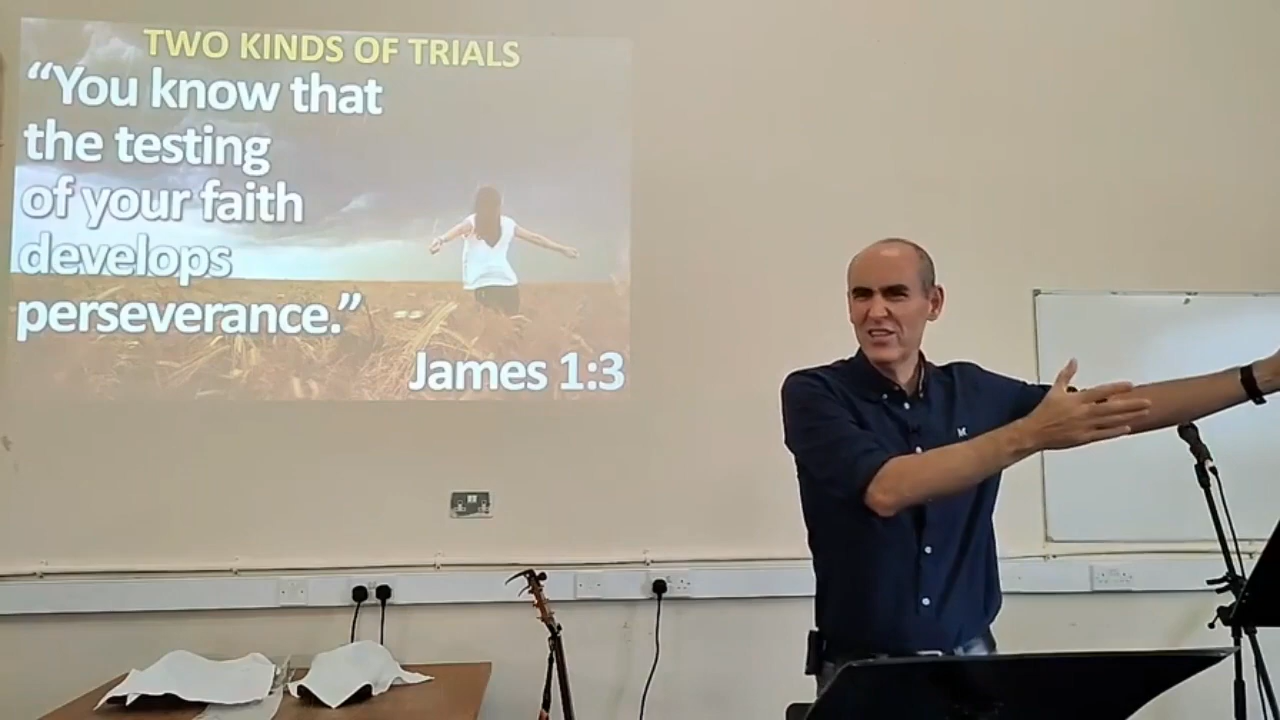 TWO KINDS OF TRIALS
“You know that
the testing
of your faith
develops
perseverance.”
James 1:3